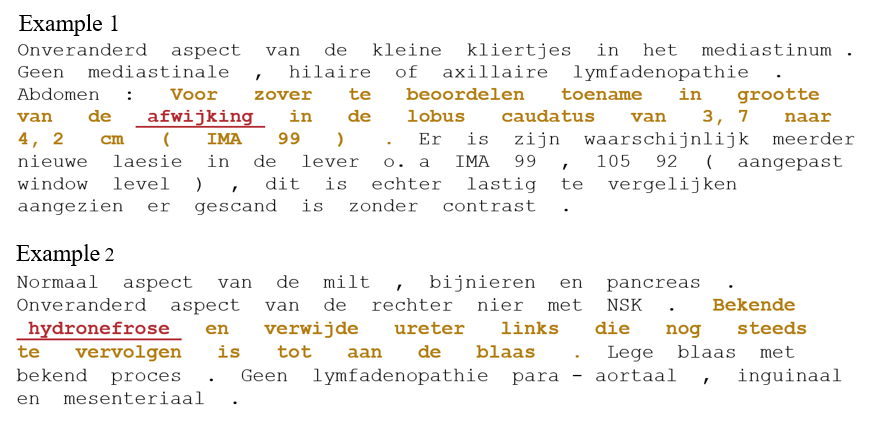 Example 1
Onveranderd aspect van de kleine kliertjes in het mediastinum .
Geen mediastinale , hilaire of axillaire lymfadenopathie .
Abdomen : Voor zover te beoordelen toename in grootte
van de afwijking in de lobus caudatus van 3, 7 naar
4, 2 cm ( IMA 99 ) . Er is zijn waarschijnlijk meerder
nieuwe laesie in de lever o. a IMA 99 , 105 92 ( aangepast
window level ) , dit is echter lastig te vergelijken
aangezien er gescand is zonder contrast .
Example 2
Normaal aspect van de milt , bijnieren en pancreas .
Onveranderd aspect van de rechter nier met NSK . Bekende
hydronefrose en verwijde ureter links die nog steeds
te vervolgen is tot aan de blaas . Lege blaas met
bekend proces . Geen lymfadenopathie para - aortaal , inguinaal
en mesenteriaal .